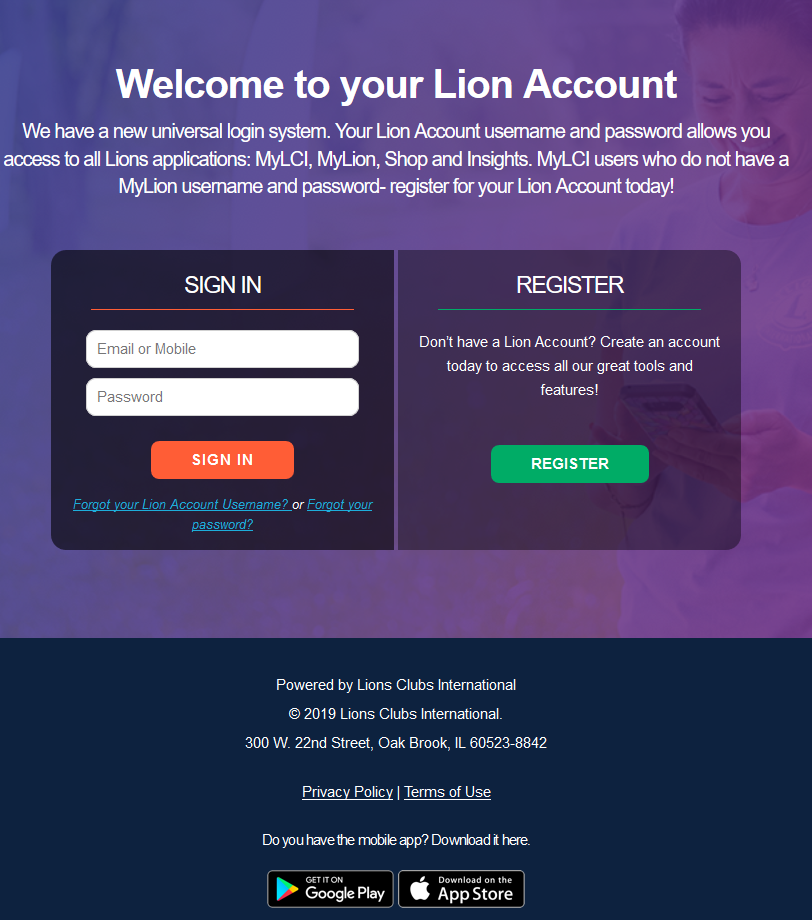 Welcome to your Lion Account
We have a new universal login system. Your Lion Account username and password allows you
access to all Lions applications: MyLCI, MyLion, Shop and Insights. MyLCI users who do not have a
MyLion username and password- register for your Lion Account today!
SIGN IN
Email or Mobile
Password
SIGN IN
Forgot your Lion Account Username? or Forgot your
password?
REGISTER
Don't have a Lion Account? Create an account
today to access all our great tools and
features!
REGISTER
Powered by Lions Clubs International
© 2019 Lions Clubs International.
300 W. 22nd Street, Oak Brook, IL 60523-8842
Privacy Policy | Terms of Use
Do you have the mobile app? Download it here.
GET IT ON
Google Play
Download on the
App Store